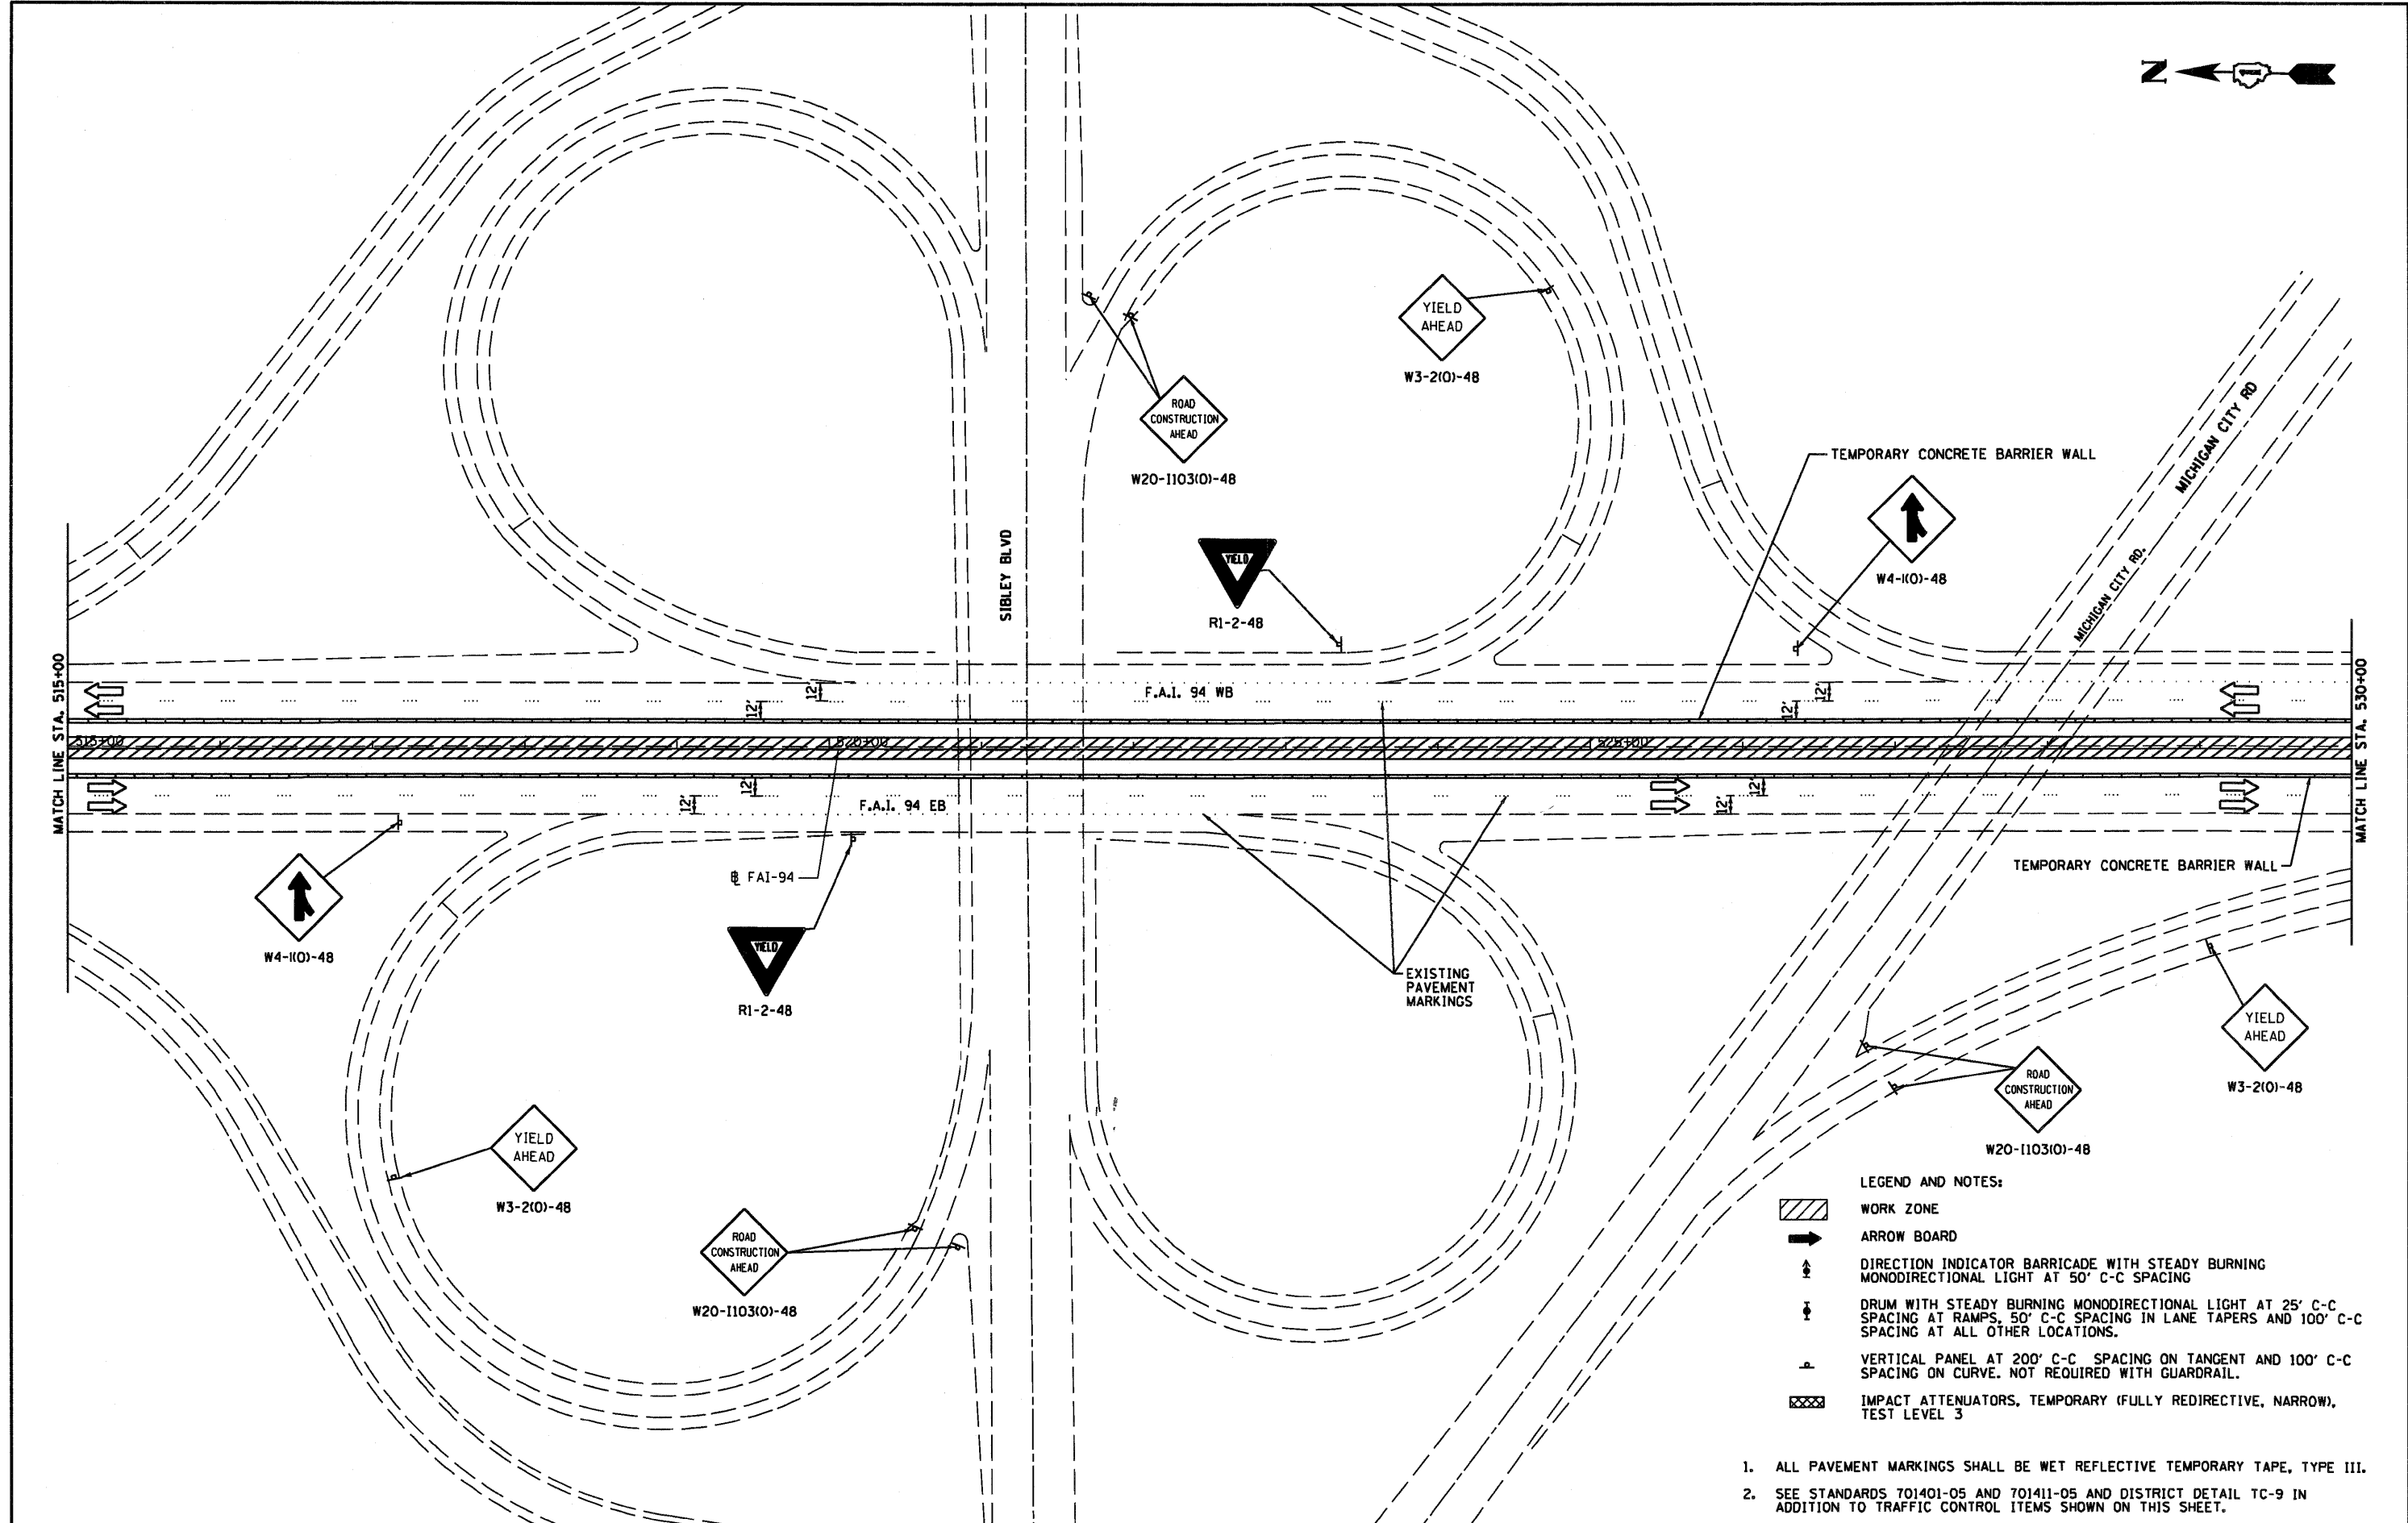 N
1
YIELD
AHEAD
W3-2(O)-48
ROAD
CONSTRUCTION
AHEAD
W20-I103(O)-48
MICHIGAN CITY RD
TEMPORARY CONCRETE BARRIER WALL
W4-1(O)-48
SIBLEY BLVD
YIELD
R1-2-48
MICHIGAN CITY RD.
MATCH LINE STA. 515+00
MATCH LINE STA. 530+00
12'
12'
F.A.I. 94 WB
12'
12'
515+00
520+00
525+00
12'
12'
F.A.I. 94 EB
12'
12'
℄ FAI-94
TEMPORARY CONCRETE BARRIER WALL
W4-1(O)-48
YIELD
R1-2-48
EXISTING
PAVEMENT
MARKINGS
YIELD
AHEAD
W3-2(O)-48
ROAD
CONSTRUCTION
AHEAD
W20-I103(O)-48
YIELD
AHEAD
W3-2(O)-48
ROAD
CONSTRUCTION
AHEAD
W20-I103(O)-48
LEGEND AND NOTES:
WORK ZONE
ARROW BOARD
DIRECTION INDICATOR BARRICADE WITH STEADY BURNING
MONODIRECTIONAL LIGHT AT 50' C-C SPACING
DRUM WITH STEADY BURNING MONODIRECTIONAL LIGHT AT 25' C-C
SPACING AT RAMPS, 50' C-C SPACING IN LANE TAPERS AND 100' C-C
SPACING AT ALL OTHER LOCATIONS.
VERTICAL PANEL AT 200' C-C SPACING ON TANGENT AND 100' C-C
SPACING ON CURVE. NOT REQUIRED WITH GUARDRAIL.
IMPACT ATTENUATORS, TEMPORARY (FULLY REDIRECTIVE, NARROW),
TEST LEVEL 3
1. ALL PAVEMENT MARKINGS SHALL BE WET REFLECTIVE TEMPORARY TAPE, TYPE III.
2. SEE STANDARDS 701401-05 AND 701411-05 AND DISTRICT DETAIL TC-9 IN
ADDITION TO TRAFFIC CONTROL ITEMS SHOWN ON THIS SHEET.